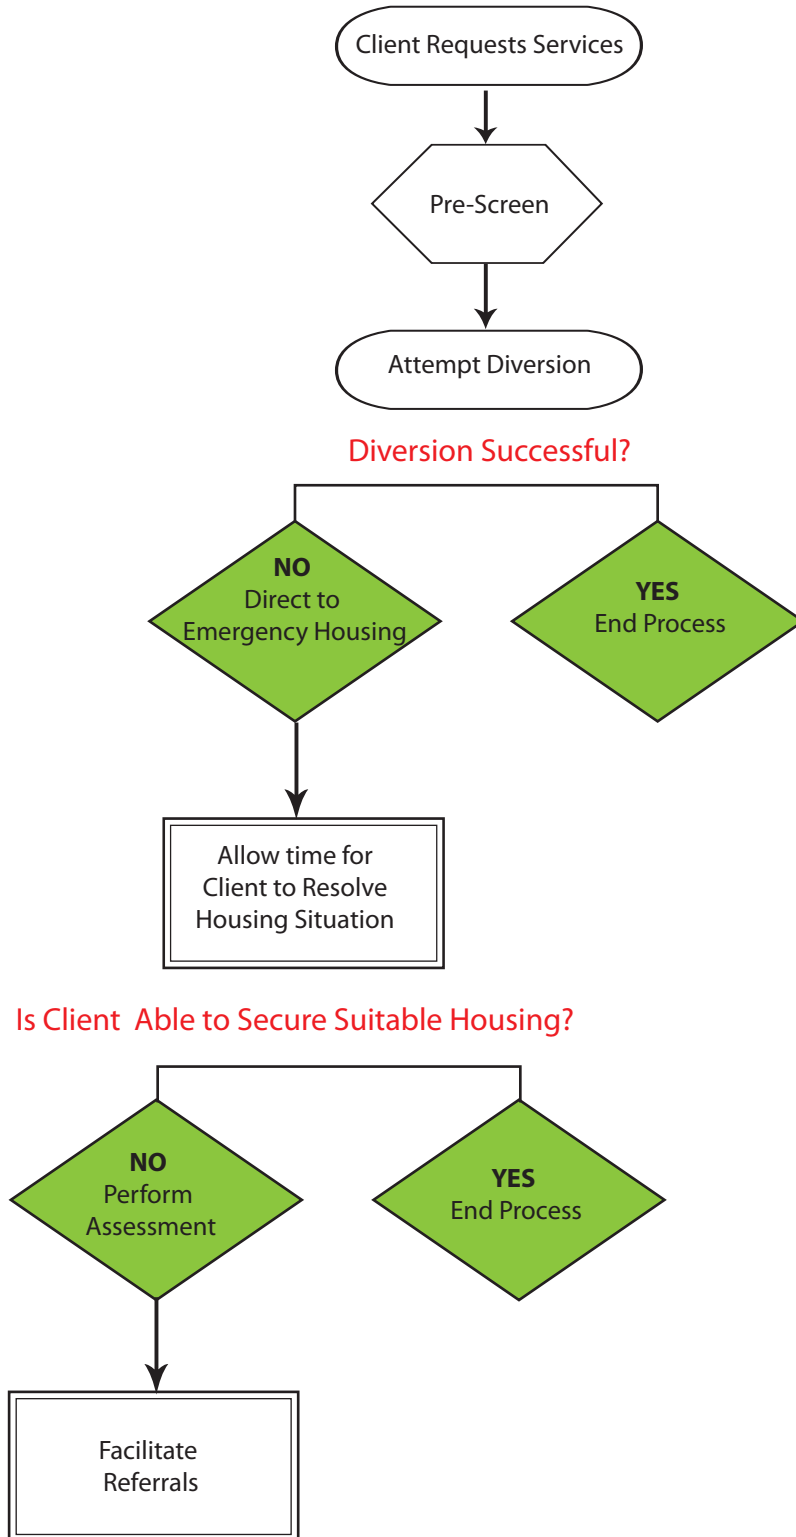 Client Requests Services
Pre-Screen
Attempt Diversion
Diversion Successful?
NO
Direct to
Emergency Housing
YES
End Process
Allow time for
Client to Resolve
Housing Situation
Is Client Able to Secure Suitable Housing?
NO
Perform
Assessment
YES
End Process
Facilitate
Referrals